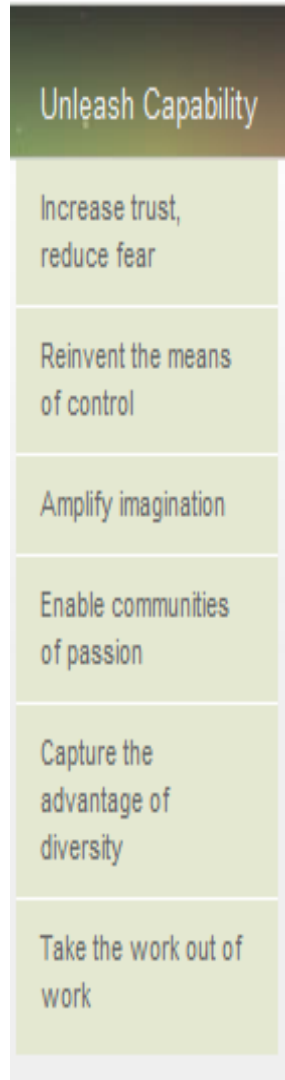 Unleash Capability
Increase trust,
reduce fear
Reinvent the means
of control
Amplify imagination
Enable communities
of passion
Capture the
advantage of
diversity
Take the work out of
work